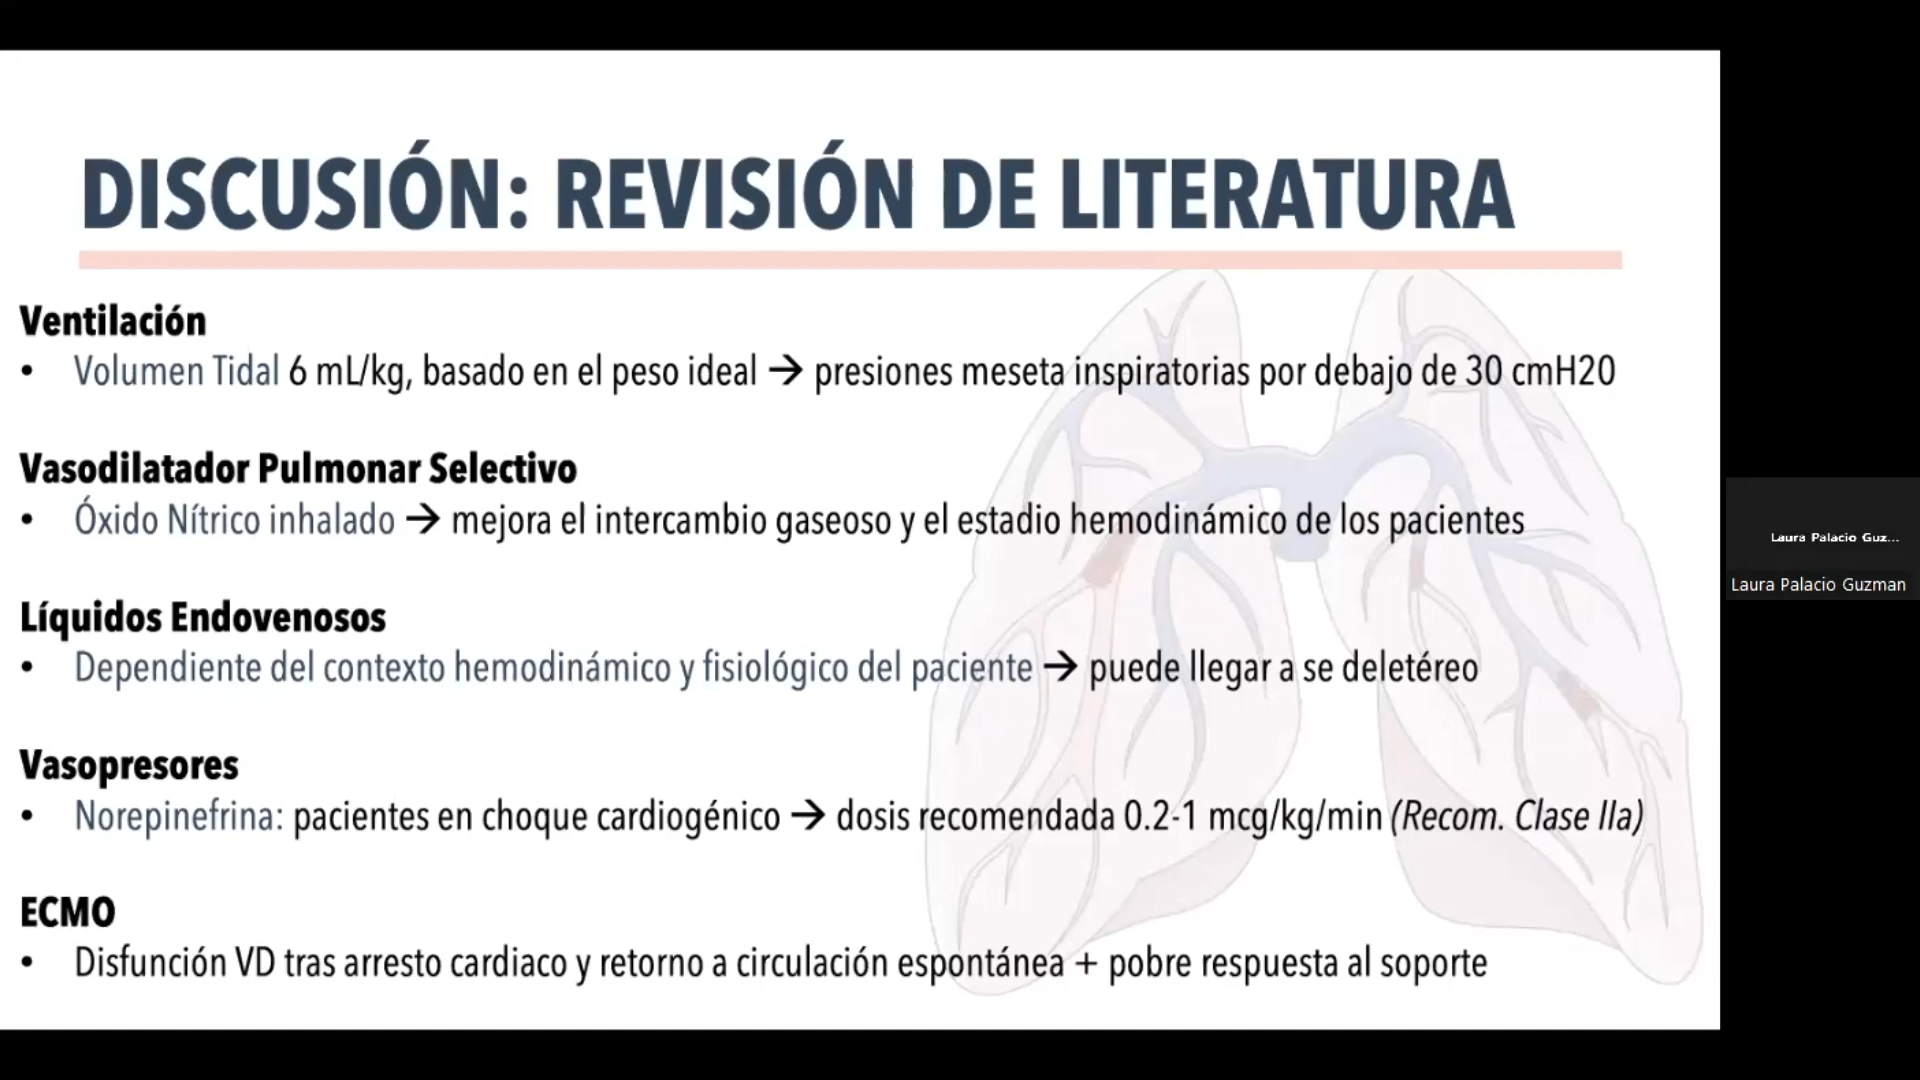 DISCUSIÓN: REVISIÓN DE LITERATURA
Ventilación
• Volumen Tidal 6 mL/kg, basado en el peso ideal → presiones meseta inspiratorias por debajo de 30 cmH20
Vasodilatador Pulmonar Selectivo
• Óxido Nítrico inhalado → mejora el intercambio gaseoso y el estadio hemodinámico de los pacientes
Líquidos Endovenosos
• Dependiente del contexto hemodinámico y fisiológico del paciente → puede llegar a se deletéreo
Vasopresores
• Norepinefrina: pacientes en choque cardiogénico → dosis recomendada 0.2-1 mcg/kg/min (Recom. Clase IIa)
ECMO
• Disfunción VD tras arresto cardiaco y retorno a circulación espontánea + pobre respuesta al soporte
Laura Palacio Guz...
Laura Palacio Guzman